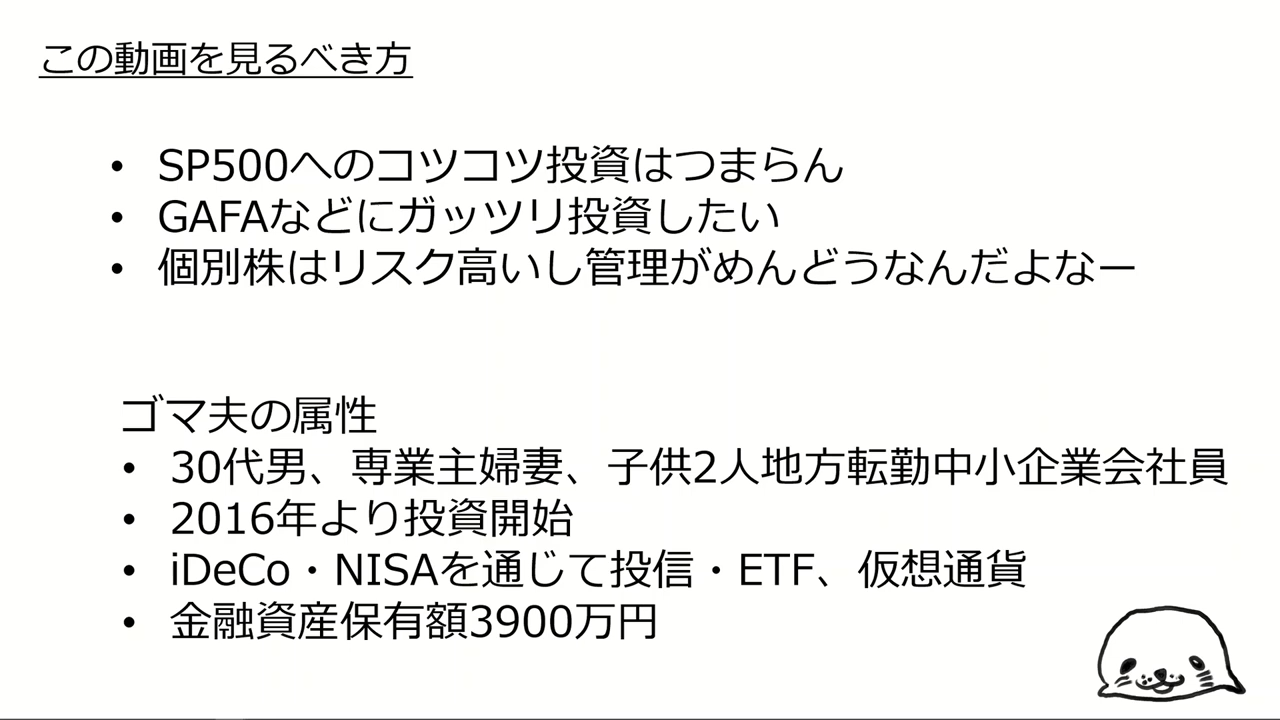 この動画を見るべき方
• SP500へのコツコツ投資はつまらん
• GAFAなどにガッツリ投資したい
• 個別株はリスク高いし管理がめんどうなんだよなー
ゴマ夫の属性
• 30代男、専業主婦妻、子供2人地方転勤中小企業会社員
• 2016年より投資開始
• iDeCo・NISAを通じて投信・ETF、仮想通貨
• 金融資産保有額3900万円